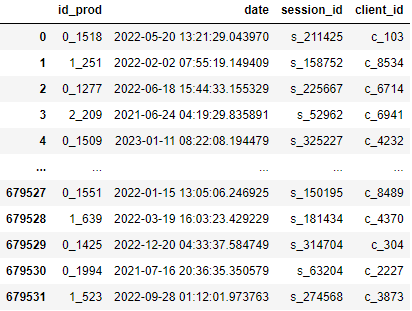 id_prod date session_id client_id
0 0_1518 2022-05-20 13:21:29.043970 s_211425 c_103
1 1_251 2022-02-02 07:55:19.149409 s_158752 c_8534
2 0_1277 2022-06-18 15:44:33.155329 s_225667 c_6714
3 2_209 2021-06-24 04:19:29.835891 s_52962 c_6941
4 0_1509 2023-01-11 08:22:08.194479 s_325227 c_4232
... ... ... ... ...
679527 0_1551 2022-01-15 13:05:06.246925 s_150195 c_8489
679528 1_639 2022-03-19 16:03:23.429229 s_181434 c_4370
679529 0_1425 2022-12-20 04:33:37.584749 s_314704 c_304
679530 0_1994 2021-07-16 20:36:35.350579 s_63204 c_2227
679531 1_523 2022-09-28 01:12:01.973763 s_274568 c_3873